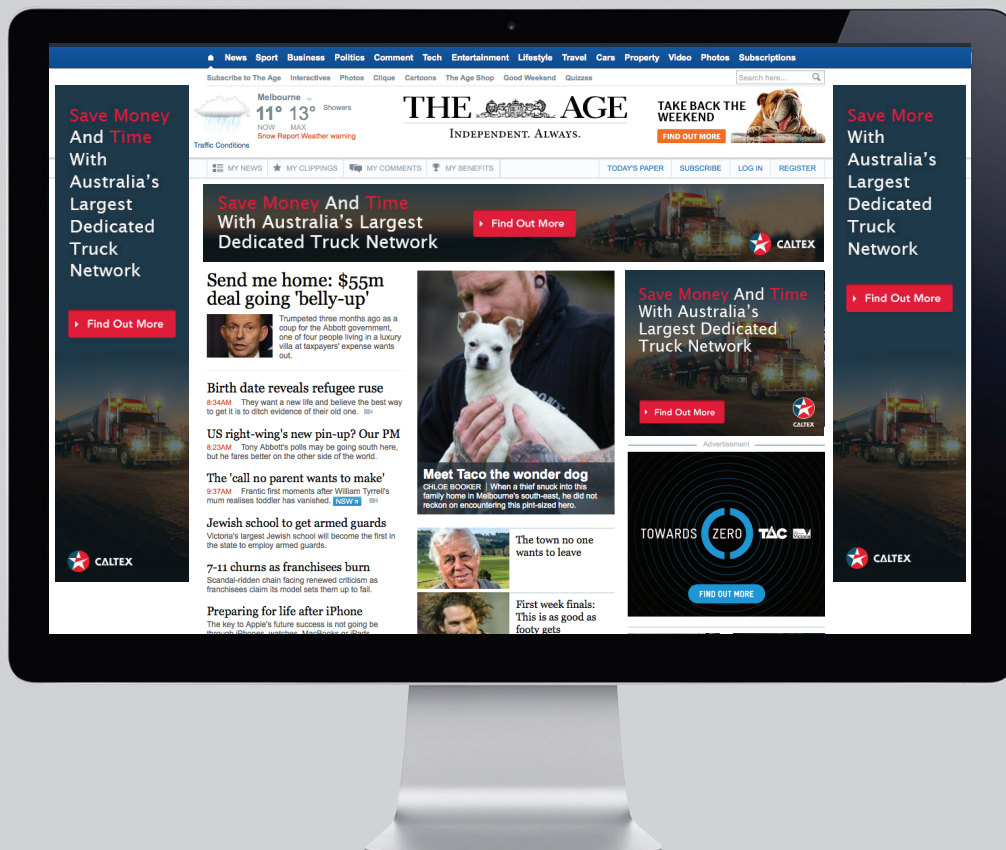 News Sport Business Politics Comment Tech Entertainment Lifestyle Travel Cars Property Video Photos Subscriptions
Subscribe to The Age Interactives Photos Clique Cartoons The Age Shop Good Weekend Quizzes
Search here...
Melbourne
11° 13° Showers
NOW MAX
Snow Report Weather warning
Traffic Conditions
THE AGE
INDEPENDENT. ALWAYS.
TAKE BACK THE
WEEKEND
FIND OUT MORE
MY NEWS MY CLIPPINGS MY COMMENTS MY BENEFITS
TODAY'S PAPER SUBSCRIBE LOG IN REGISTER
Save Money
And Time
With
Australia's
Largest
Dedicated
Truck
Network
Find Out More
CALTEX
Save Money And Time
With Australia's Largest
Dedicated Truck Network
Find Out More
CALTEX
Send me home: $55m
deal going 'belly-up'
Trumpeted three months ago as a
coup for the Abbott government,
one of four people living in a luxury
villa at taxpayers' expense wants
out.
Birth date reveals refugee ruse
8:34AM They want a new life and believe the best way
to get it is to ditch evidence of their old one.
US right-wing's new pin-up? Our PM
8:23AM Tony Abbott's polls may be going south here,
but he fares better on the other side of the world.
The 'call no parent wants to make'
9:37AM Frantic first moments after William Tyrrell's
mum realises toddler has vanished. NSW
Jewish school to get armed guards
Victoria's largest Jewish school will become the first in
the state to employ armed guards.
7-11 churns as franchisees burn
Scandal-ridden chain facing renewed criticism as
franchisees claim its model sets them up to fail.
Preparing for life after iPhone
The key to Apple's future success is not going be
through iPhones, watches, MacBooks or iPads
Meet Taco the wonder dog
CHLOE BOOKER | When a thief snuck into this
family home in Melbourne's south-east, he did not
reckon on encountering this pint-sized hero.
The town no one
wants to leave
First week finals:
This is as good as
footy gets
Save Money And Time
With Australia's
Largest Dedicated
Truck Network
Find Out More
CALTEX
Advertisement
TOWARDS ZERO TAC
FIND OUT MORE
Save More
With
Australia's
Largest
Dedicated
Truck
Network
Find Out More
CALTEX